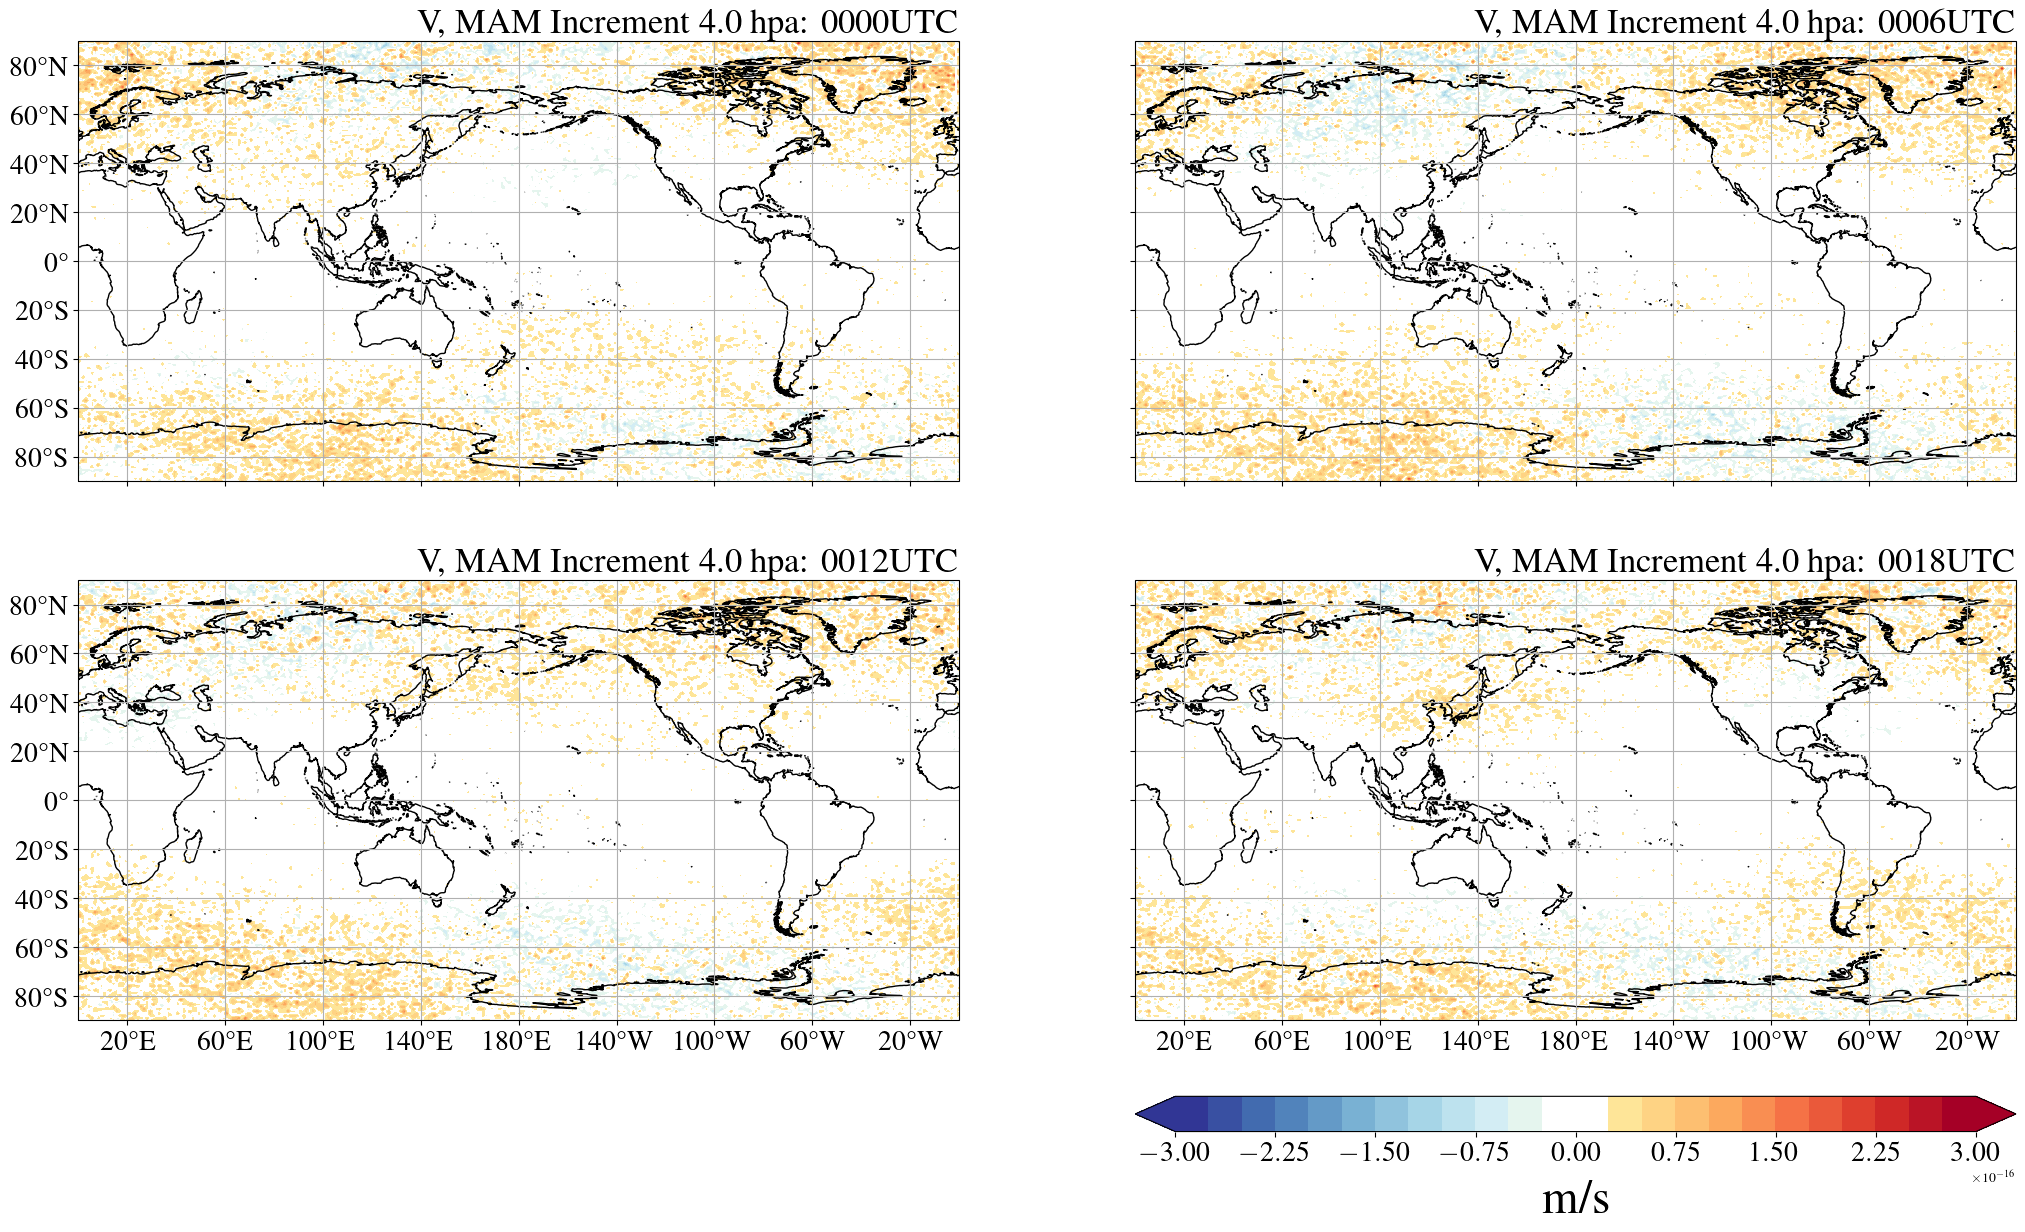 V, MAM Increment 4.0 hpa: 0000UTC
V, MAM Increment 4.0 hpa: 0006UTC
80°N
60°N
40°N
20°N
0°
20°S
40°S
60°S
80°S
V, MAM Increment 4.0 hpa: 0012UTC
V, MAM Increment 4.0 hpa: 0018UTC
80°N
60°N
40°N
20°N
0°
20°S
40°S
60°S
80°S
20°E 60°E 100°E 140°E 180°E 140°W 100°W 60°W 20°W
20°E 60°E 100°E 140°E 180°E 140°W 100°W 60°W 20°W
−3.00 −2.25 −1.50 −0.75 0.00 0.75 1.50 2.25 3.00
×10⁻¹⁶
m/s